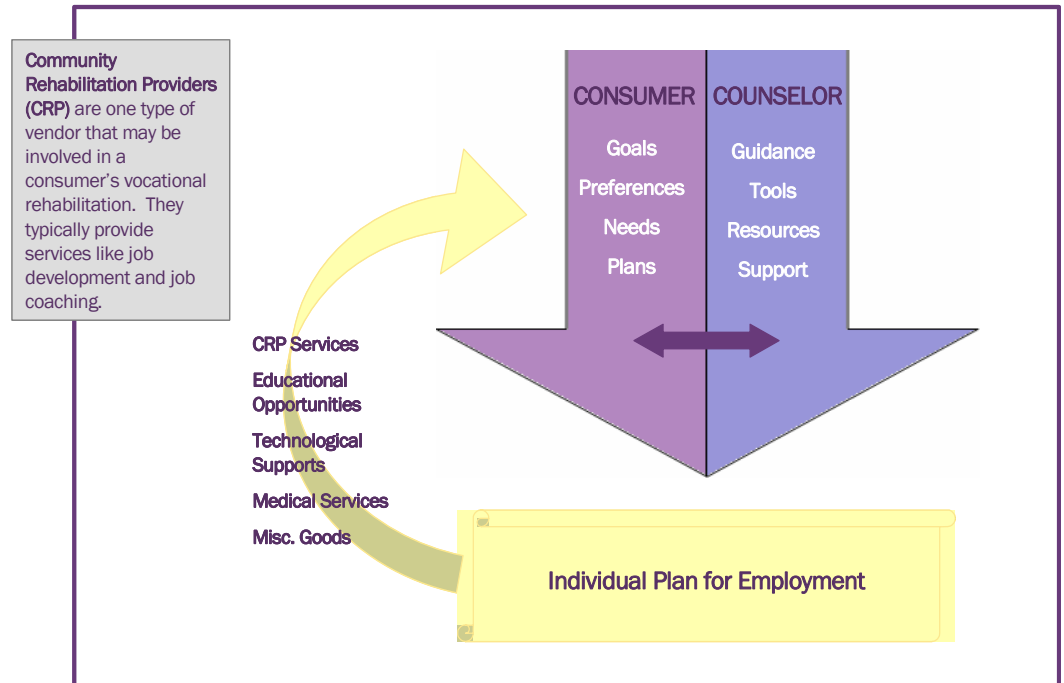 Community
Rehabilitation Providers
(CRP) are one type of
vendor that may be
involved in a
consumer’s vocational
rehabilitation.  They
typically provide
services like job
development and job
coaching.
CONSUMER
Goals
Preferences
Needs
Plans
COUNSELOR
Guidance
Tools
Resources
Support
CRP Services
Educational
Opportunities
Technological
Supports
Medical Services
Misc. Goods
Individual Plan for Employment